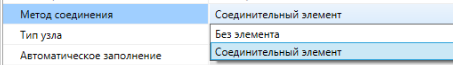 Метод соединения Соединительный элемент
Тип узла Без элемента
Автоматическое заполнение Соединительный элемент